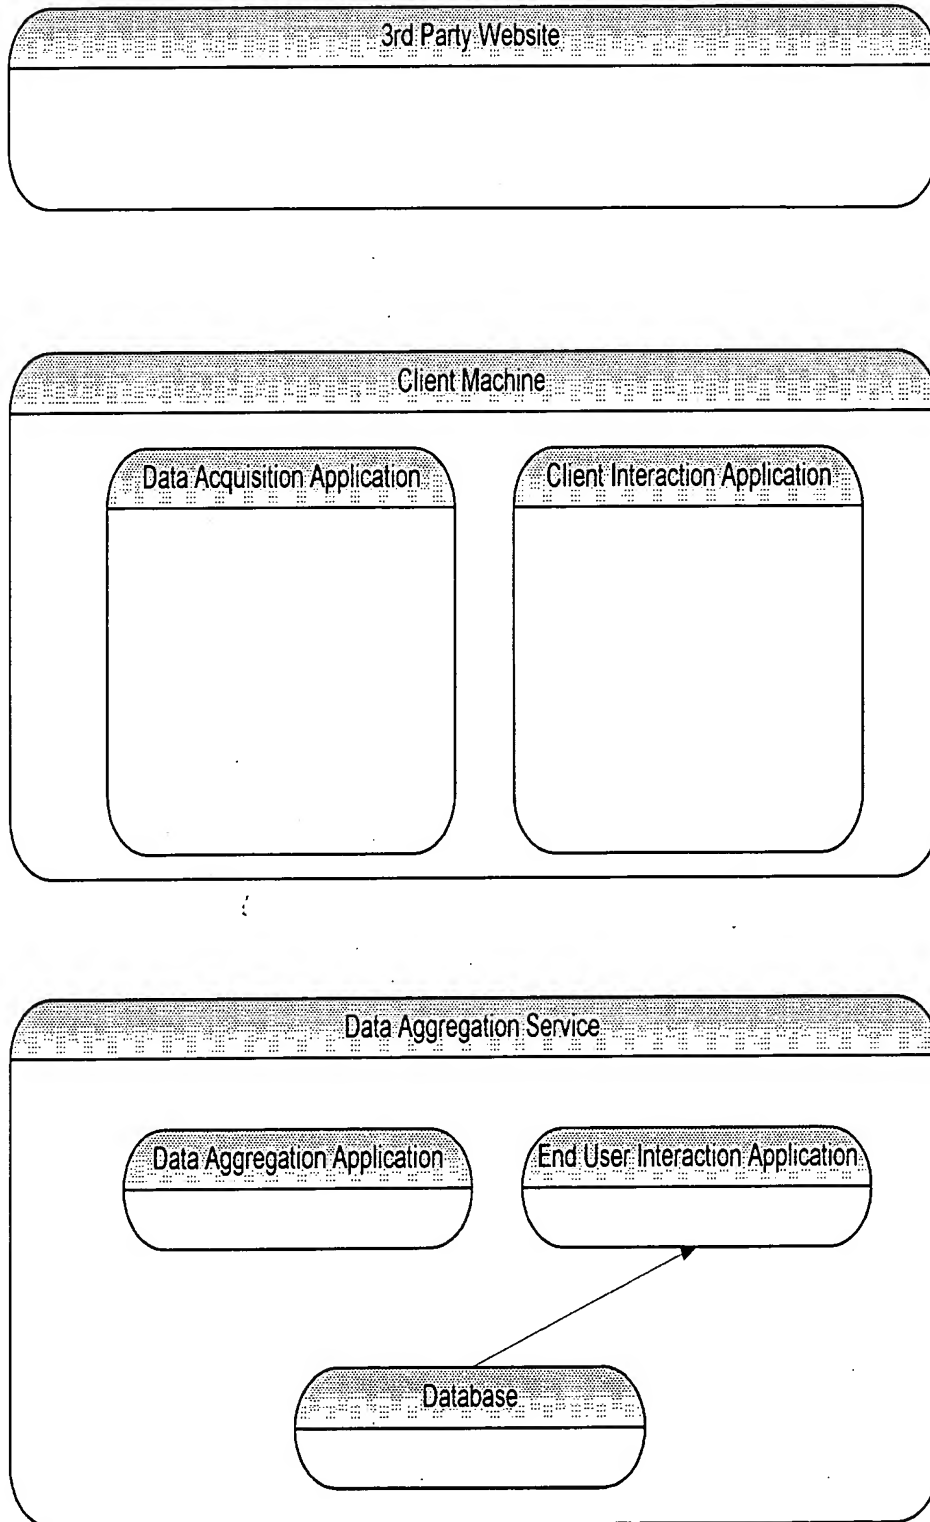 3rd Party Website
Client Machine
Data Acquisition Application
Client Interaction Application
Data Aggregation Service
Data Aggregation Application
End User Interaction Application
Database